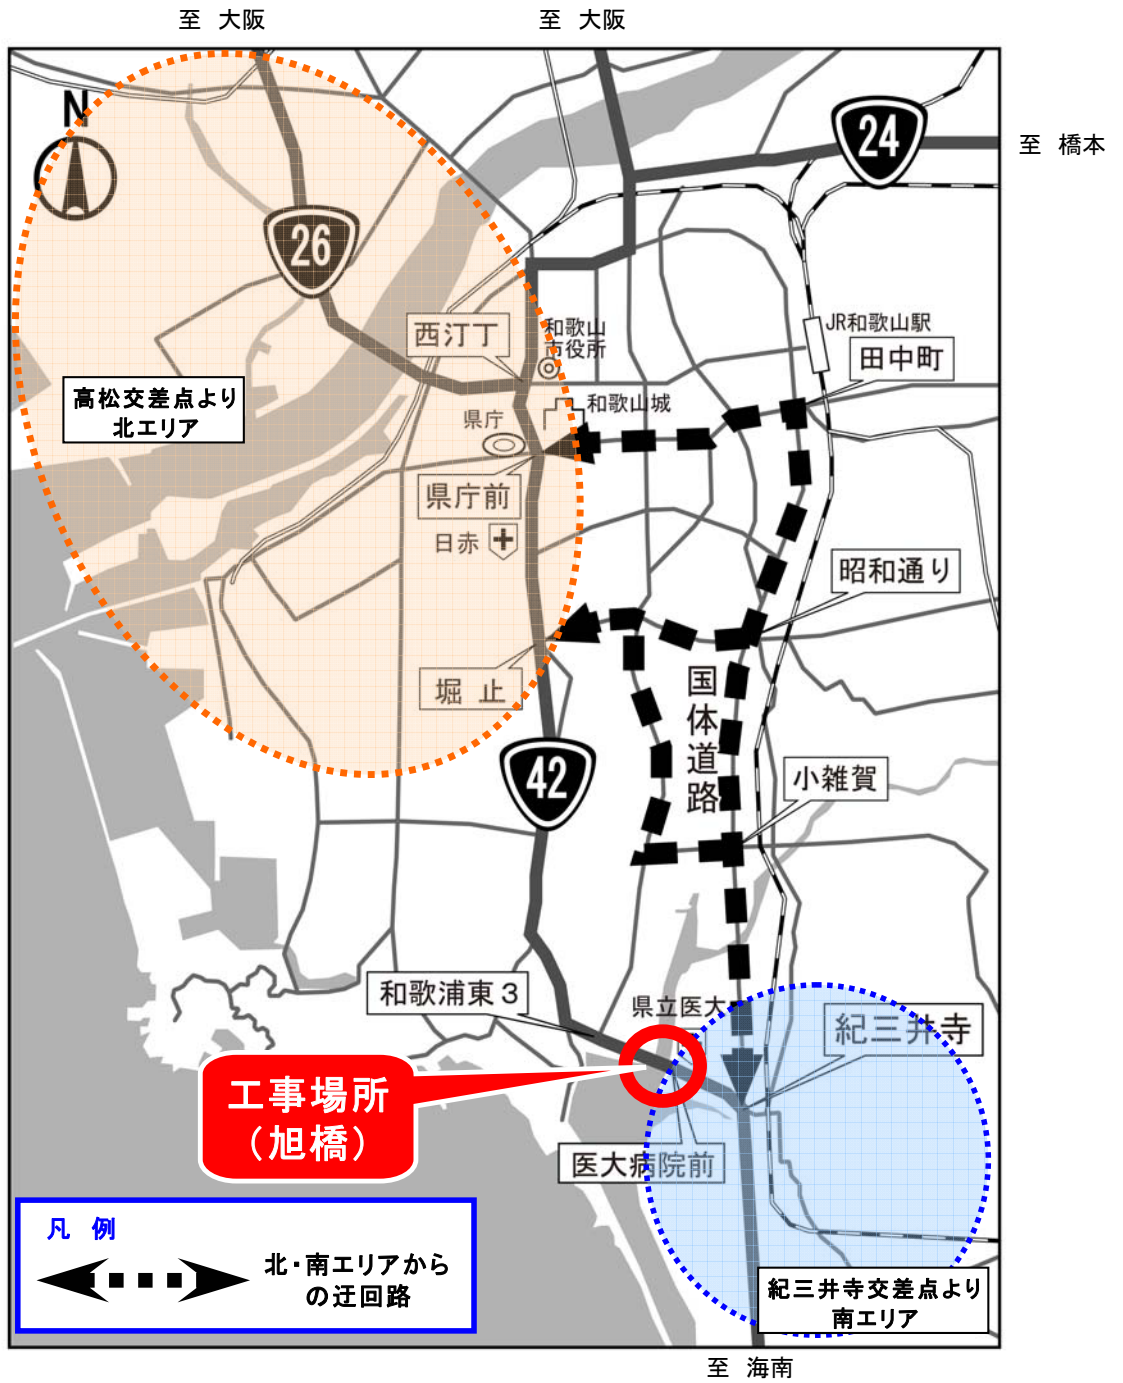 至 大阪
至 大阪
N
24
至 橋本
26
西汀丁
和歌山
市役所
JR和歌山駅
田中町
高松交差点より
北エリア
県庁
和歌山城
県庁前
日赤
昭和通り
堀 止
国体道路
42
小雑賀
和歌浦東3
県立医大
紀三井寺
工事場所
(旭橋)
医大病院前
凡 例
北・南エリアから
の迂回路
紀三井寺交差点より
南エリア
至 海南